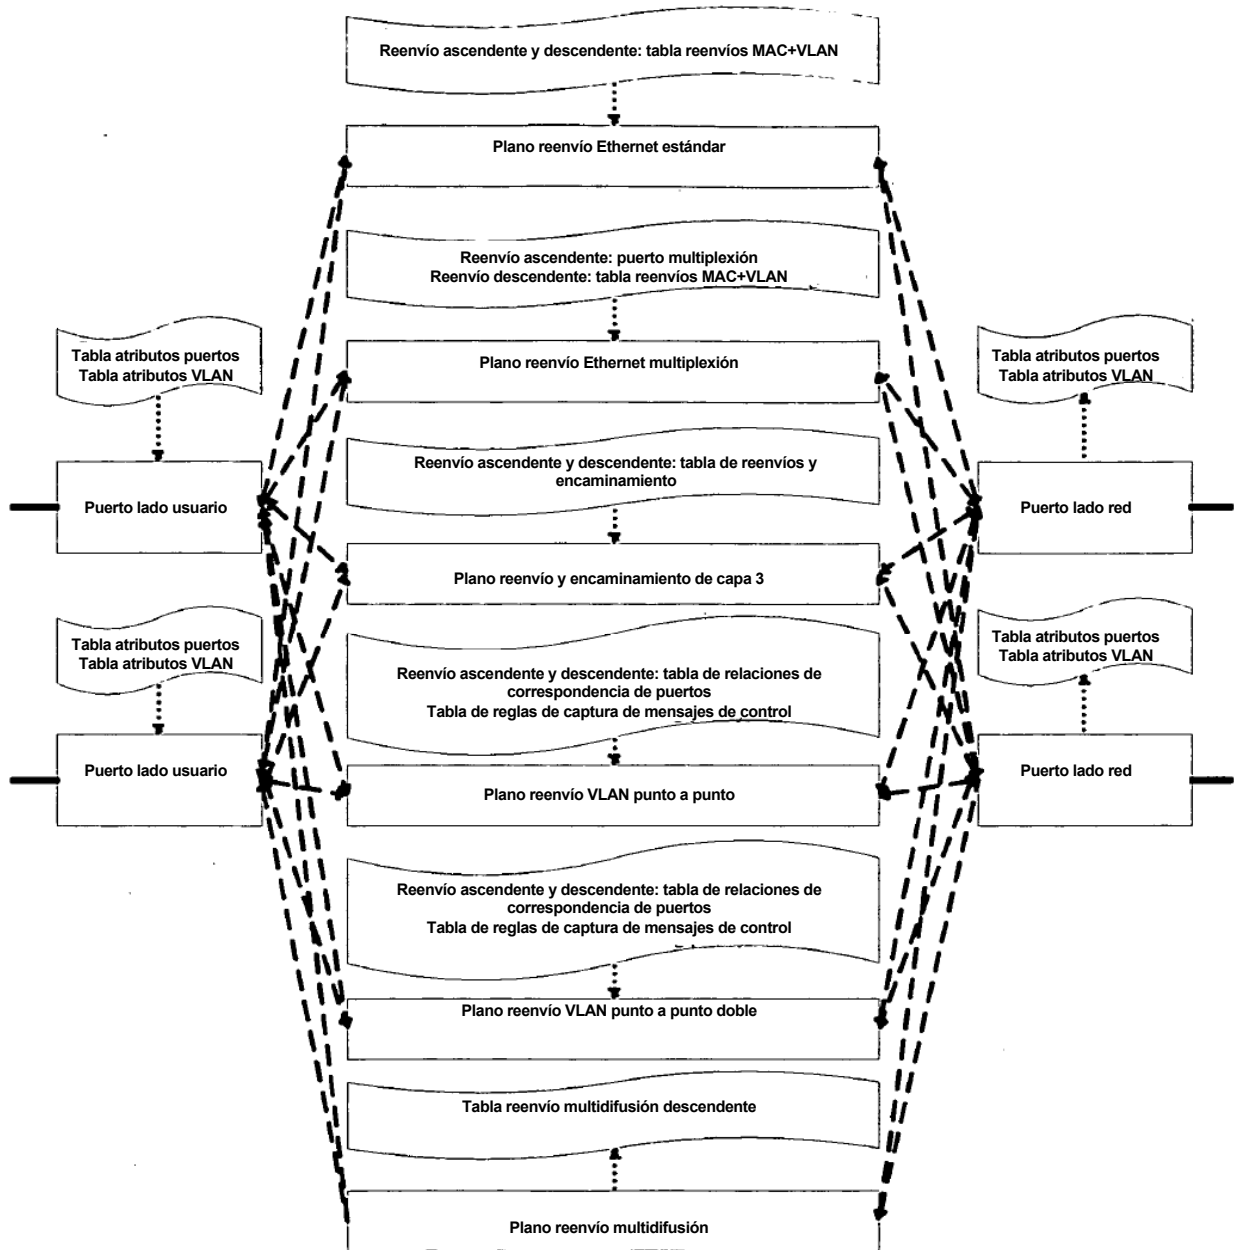 Reenvío ascendente y descendente: tabla reenvíos MAC+VLAN
Plano reenvío Ethernet estándar
Reenvío ascendente: puerto multiplexión
Reenvío descendente: tabla reenvíos MAC+VLAN
Tabla atributos puertos
Tabla atributos VLAN
Plano reenvío Ethernet multiplexión
Tabla atributos puertos
Tabla atributos VLAN
Reenvío ascendente y descendente: tabla de reenvíos y
encaminamiento
Puerto lado usuario
Puerto lado red
Plano reenvío y encaminamiento de capa 3
Tabla atributos puertos
Tabla atributos VLAN
Tabla atributos puertos
Tabla atributos VLAN
Reenvío ascendente y descendente: tabla de relaciones de
correspondencia de puertos
Tabla de reglas de captura de mensajes de control
Puerto lado usuario
Plano reenvío VLAN punto a punto
Puerto lado red
Reenvío ascendente y descendente: tabla de relaciones de
correspondencia de puertos
Tabla de reglas de captura de mensajes de control
Plano reenvío VLAN punto a punto doble
Tabla reenvío multidifusión descendente
Plano reenvío multidifusión